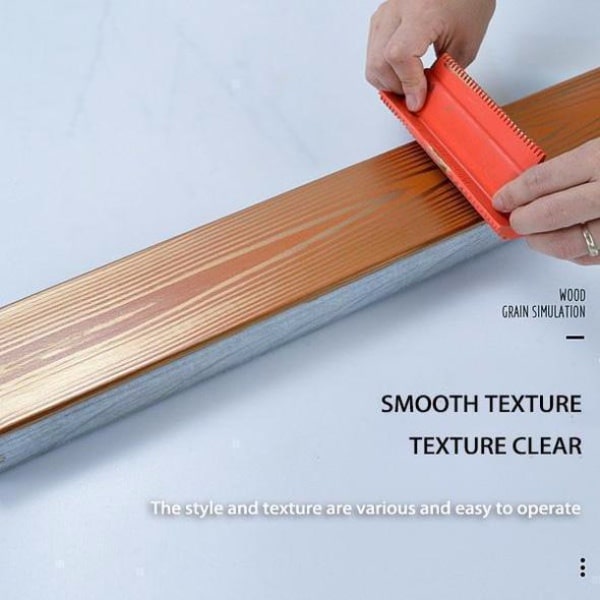 WOOD
GRAIN SIMULATION
SMOOTH TEXTURE
TEXTURE CLEAR
The style and texture are various and easy to operate